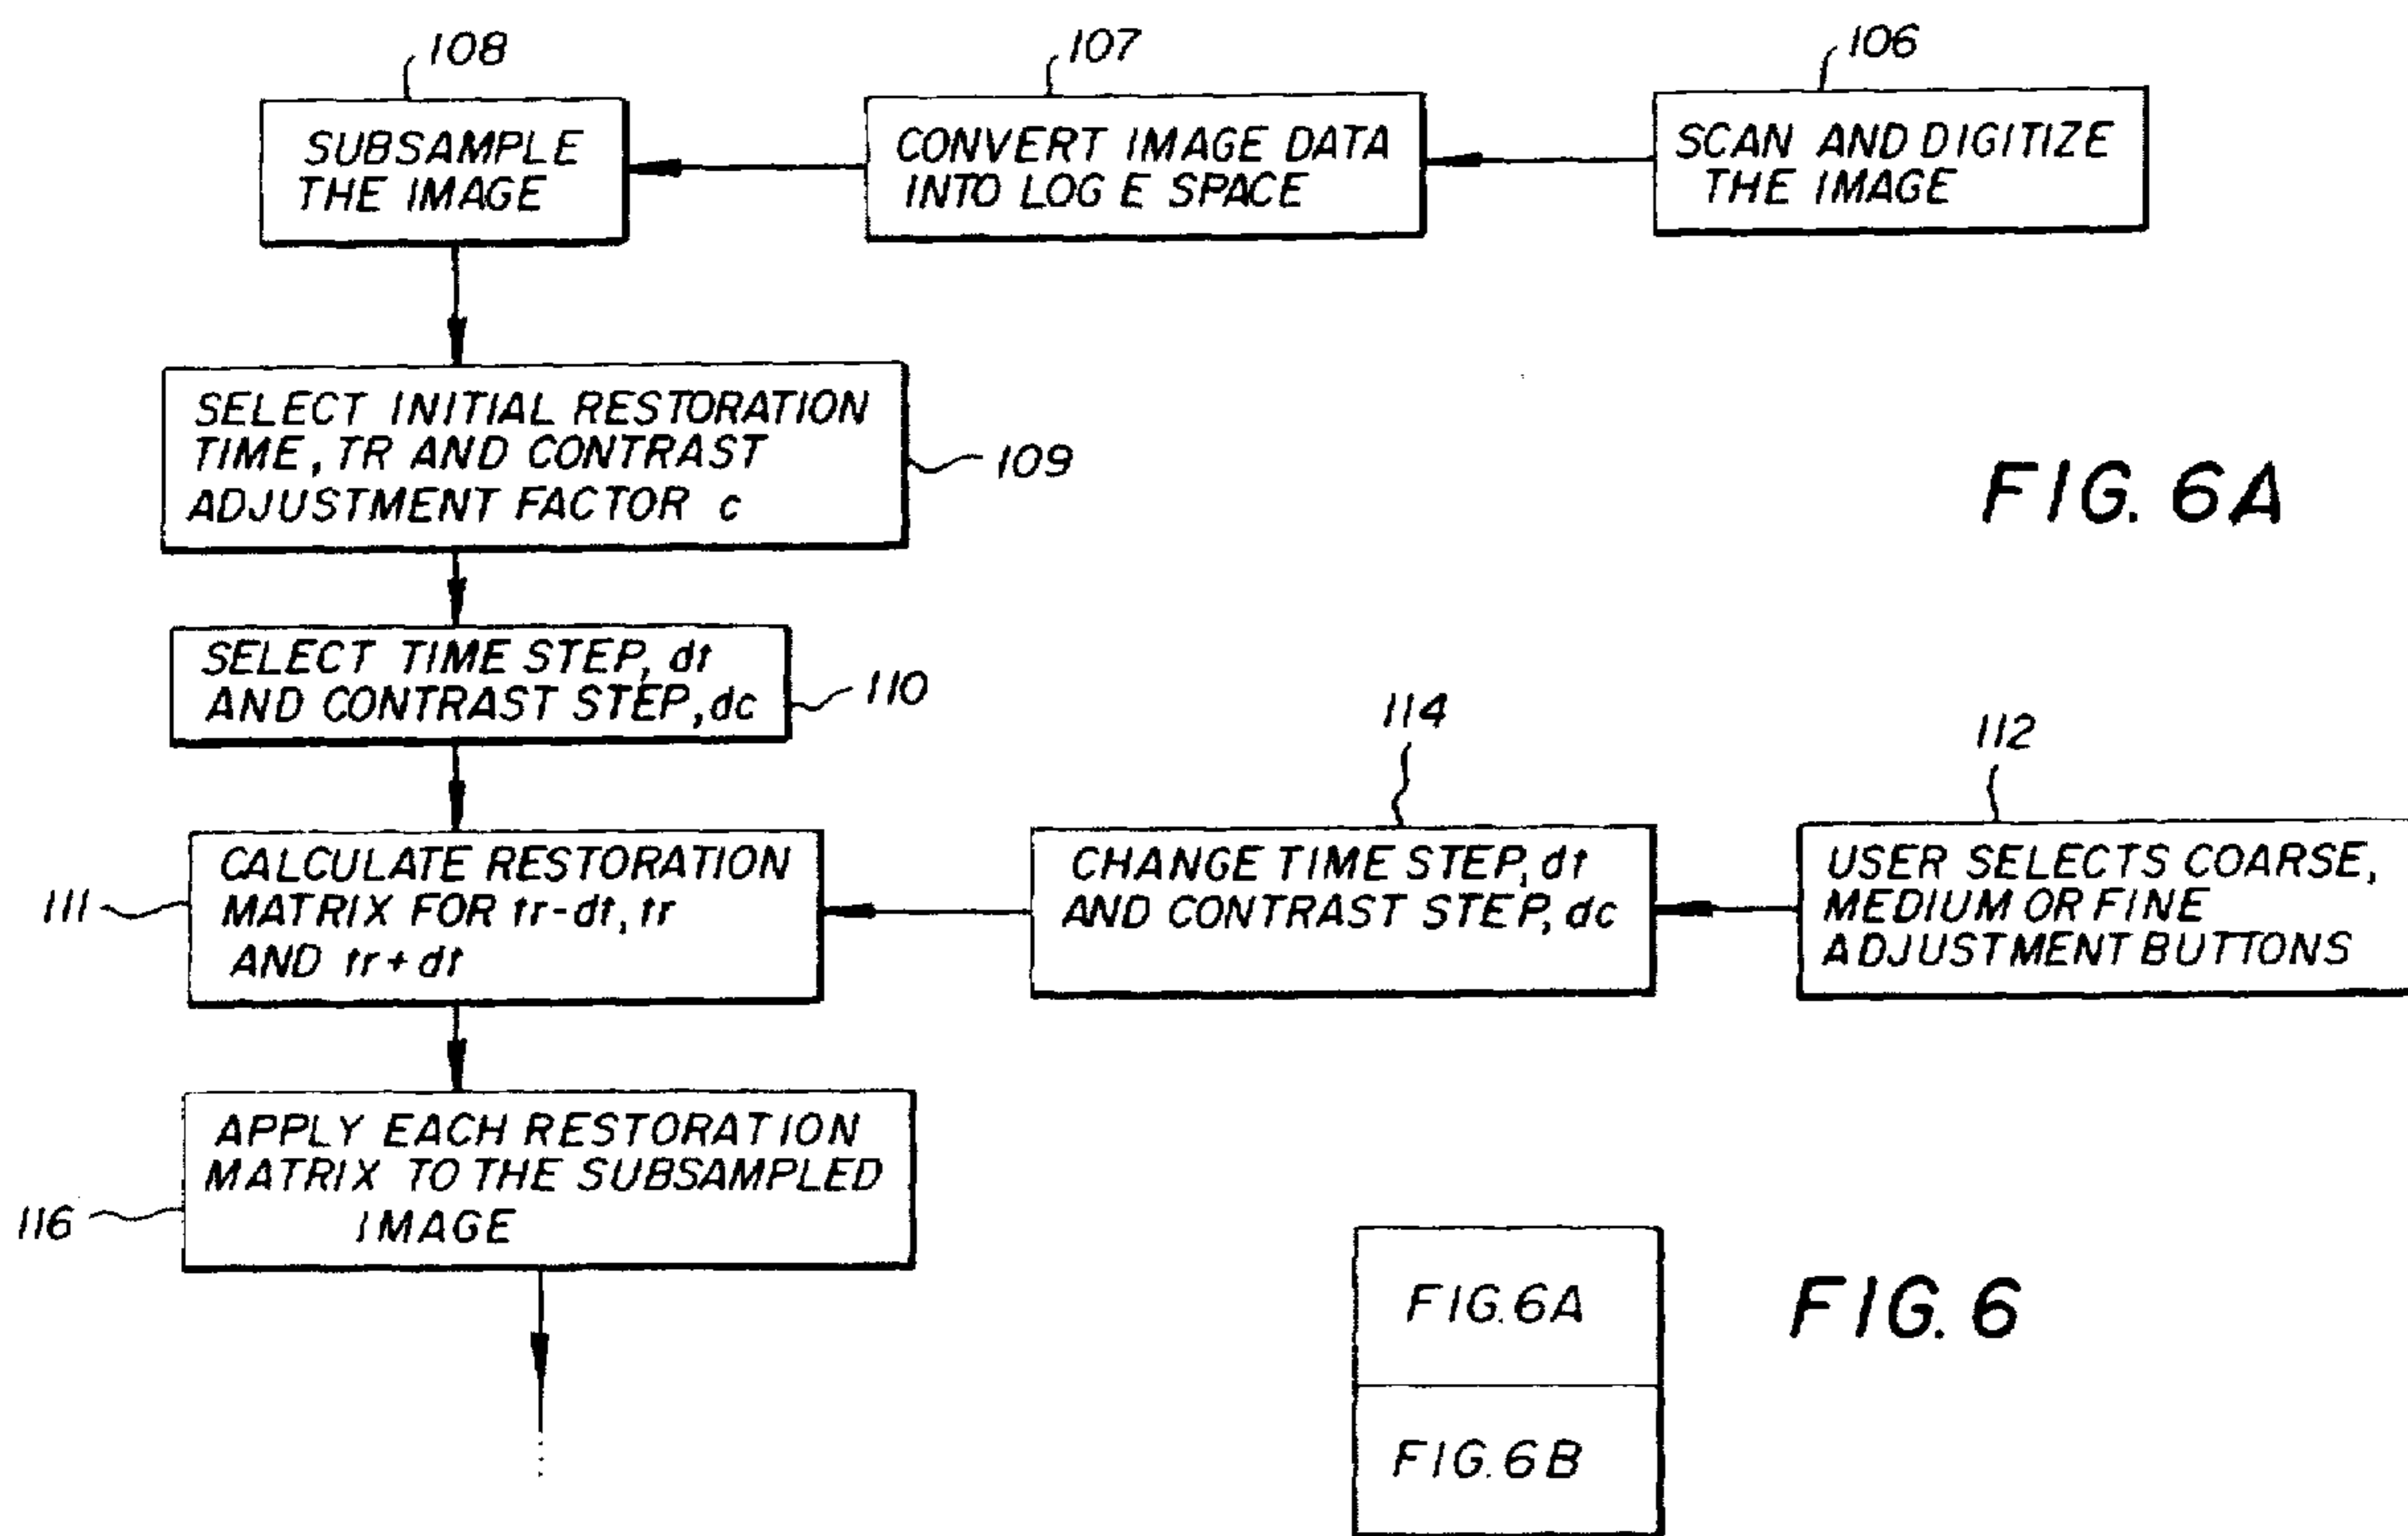 108
107
106
SUBSAMPLE
THE IMAGE
CONVERT IMAGE DATA
INTO LOG E SPACE
SCAN AND DIGITIZE
THE IMAGE
SELECT INITIAL RESTORATION
TIME, TR AND CONTRAST
ADJUSTMENT FACTOR c
109
FIG. 6A
SELECT TIME STEP, dt
AND CONTRAST STEP, dc
110
114
112
111
CALCULATE RESTORATION
MATRIX FOR tr-dt, tr
AND tr+dt
CHANGE TIME STEP, dt
AND CONTRAST STEP, dc
USER SELECTS COARSE,
MEDIUM OR FINE
ADJUSTMENT BUTTONS
116
APPLY EACH RESTORATION
MATRIX TO THE SUBSAMPLED
IMAGE
FIG. 6A
FIG. 6B
FIG. 6